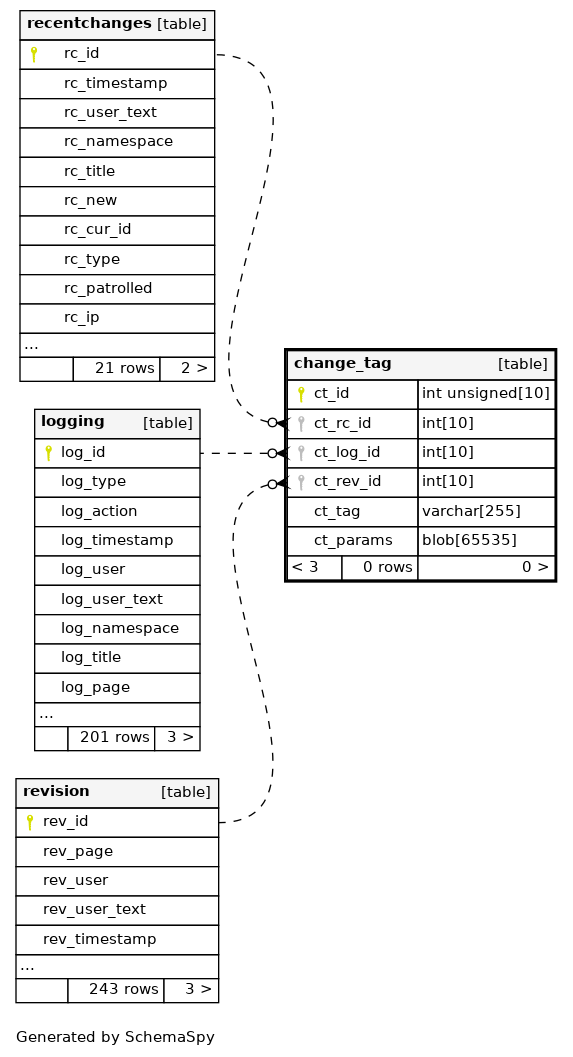 recentchanges [table]
rc_id
rc_timestamp
rc_user_text
rc_namespace
rc_title
rc_new
rc_cur_id
rc_type
rc_patrolled
rc_ip
...
21 rows 2 >
change_tag [table]
ct_id int unsigned[10]
ct_rc_id int[10]
ct_log_id int[10]
ct_rev_id int[10]
ct_tag varchar[255]
ct_params blob[65535]
< 3 0 rows 0 >
logging [table]
log_id
log_type
log_action
log_timestamp
log_user
log_user_text
log_namespace
log_title
log_page
...
201 rows 3 >
revision [table]
rev_id
rev_page
rev_user
rev_user_text
rev_timestamp
...
243 rows 3 >
Generated by SchemaSpy